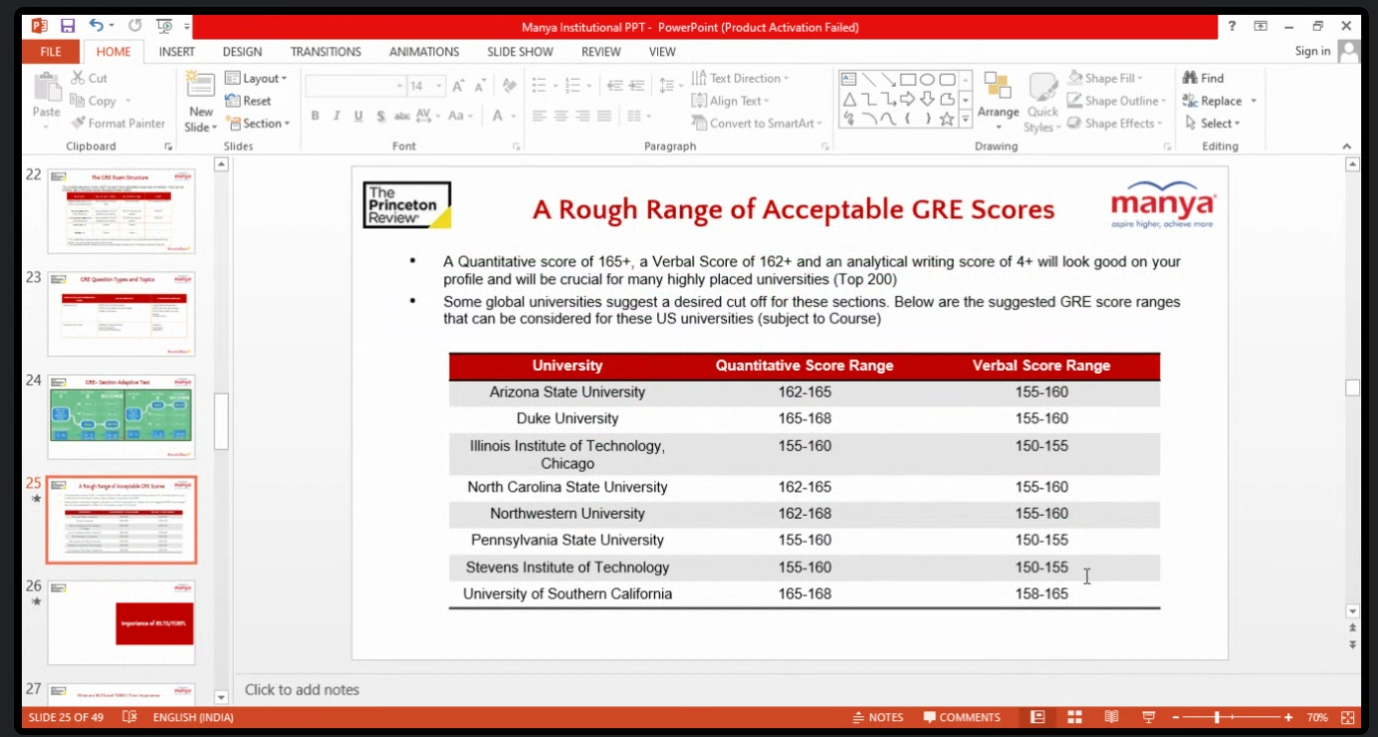 Manya Institutional PPT - PowerPoint (Product Activation Failed)
?
FILE HOME INSERT DESIGN TRANSITIONS ANIMATIONS SLIDE SHOW REVIEW VIEW Sign in
Paste
Cut
Copy
Format Painter
Clipboard
New
Slide
Layout
Reset
Section
Slides
14
B I U S abc AV Aa A
Font
Text Direction
Align Text
Convert to SmartArt
Paragraph
Arrange
Quick
Styles
Shape Fill
Shape Outline
Shape Effects
Drawing
Find
Replace
Select
Editing
22
The GRE Exam Structure
23
GRE Question Types and Topics
24
GRE- Section Adaptive Test
25
A Rough Range of Acceptable GRE Scores
26
Importance of IELTS/TOEFL
27
The
Princeton
Review
A Rough Range of Acceptable GRE Scores
manya
aspire higher, achieve more
• A Quantitative score of 165+, a Verbal Score of 162+ and an analytical writing score of 4+ will look good on your
profile and will be crucial for many highly placed universities (Top 200)
• Some global universities suggest a desired cut off for these sections. Below are the suggested GRE score ranges
that can be considered for these US universities (subject to Course)
University Quantitative Score Range Verbal Score Range
Arizona State University 162-165 155-160
Duke University 165-168 155-160
Illinois Institute of Technology, 155-160 150-155
Chicago
North Carolina State University 162-165 155-160
Northwestern University 162-168 155-160
Pennsylvania State University 155-160 150-155
Stevens Institute of Technology 155-160 150-155
University of Southern California 165-168 158-165
Click to add notes
SLIDE 25 OF 49 ENGLISH (INDIA) NOTES COMMENTS 70%